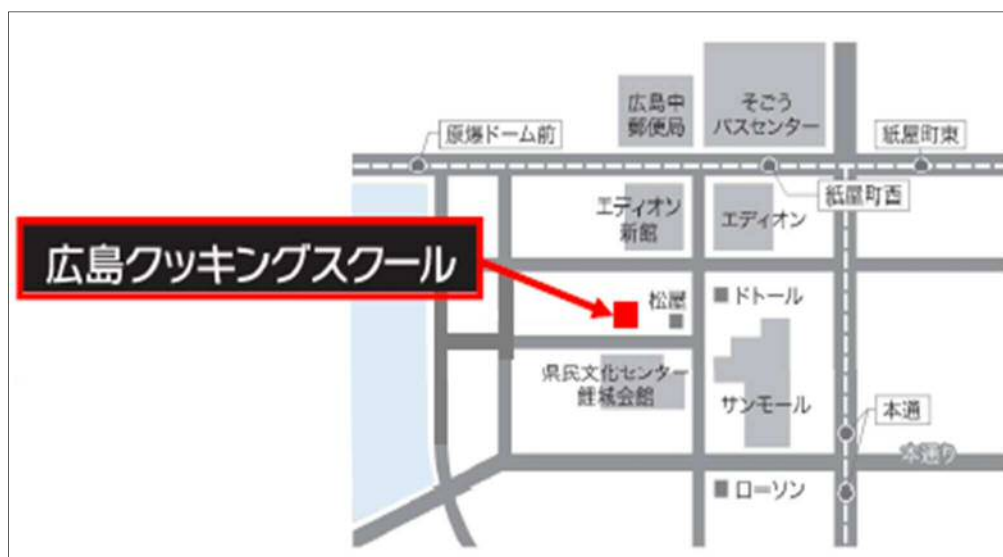 広島中
郵便局
そごう
バスセンター
原爆ドーム前
紙屋町東
紙屋町西
エディオン
新館
エディオン
広島クッキングスクール
松屋
ドトール
県民文化センター
鯉城会館
サンモール
本通
本通り
ローソン